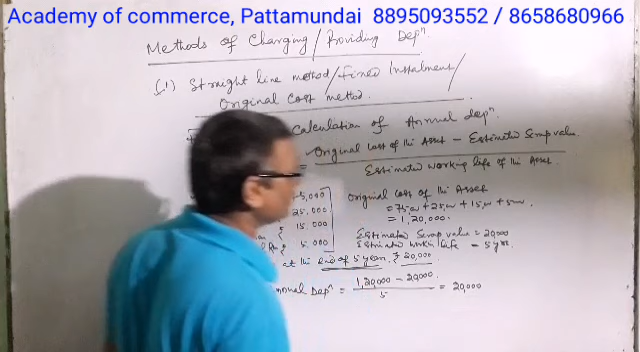 Academy of commerce, Pattamundai 8895093552 / 8658680966
Methods of Charging/Providing Depn
(1) Straight line method/Fixed Instalment/
Original Cost method.
Calculation of Annual depn.
= Original Cost of the Asset - Estimated Scrap value
Estimated working life of the Asset.
5,000
25,000
15,000
5,000
Original Cost of the Asset
= 75,000 + 25,000 + 15,000 + 5,000
= 1,20,000.
Estimated Scrap value = 20,000
Estimated workin life = 5 yrs.
at the end of 5 years. ₹ 20,000
Depn = 1,20,000 - 20,000
5
= 20,000